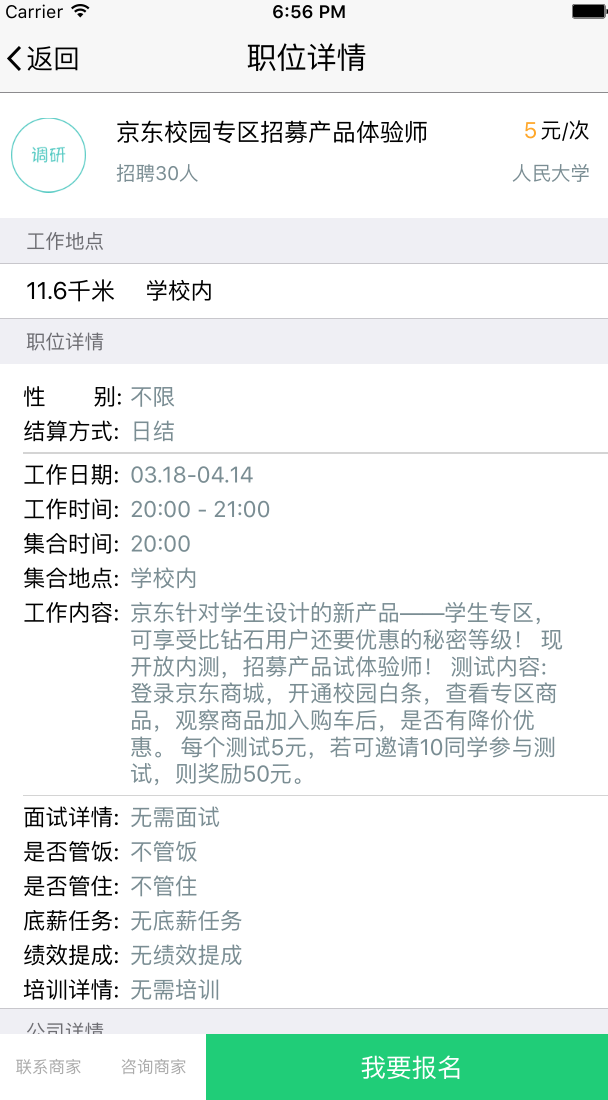 Carrier 6:56 PM
返回 职位详情
调研
京东校园专区招募产品体验师 5 元/次
招聘30人 人民大学
工作地点
11.6千米 学校内
职位详情
性 别: 不限
结算方式: 日结
工作日期: 03.18-04.14
工作时间: 20:00 - 21:00
集合时间: 20:00
集合地点: 学校内
工作内容: 京东针对学生设计的新产品——学生专区，
可享受比钻石用户还要优惠的秘密等级！ 现
开放内测，招募产品试体验师！ 测试内容:
登录京东商城，开通校园白条，查看专区商
品，观察商品加入购车后，是否有降价优
惠。 每个测试5元，若可邀请10同学参与测
试，则奖励50元。
面试详情: 无需面试
是否管饭: 不管饭
是否管住: 不管住
底薪任务: 无底薪任务
绩效提成: 无绩效提成
培训详情: 无需培训
公司详情
联系商家 咨询商家 我要报名